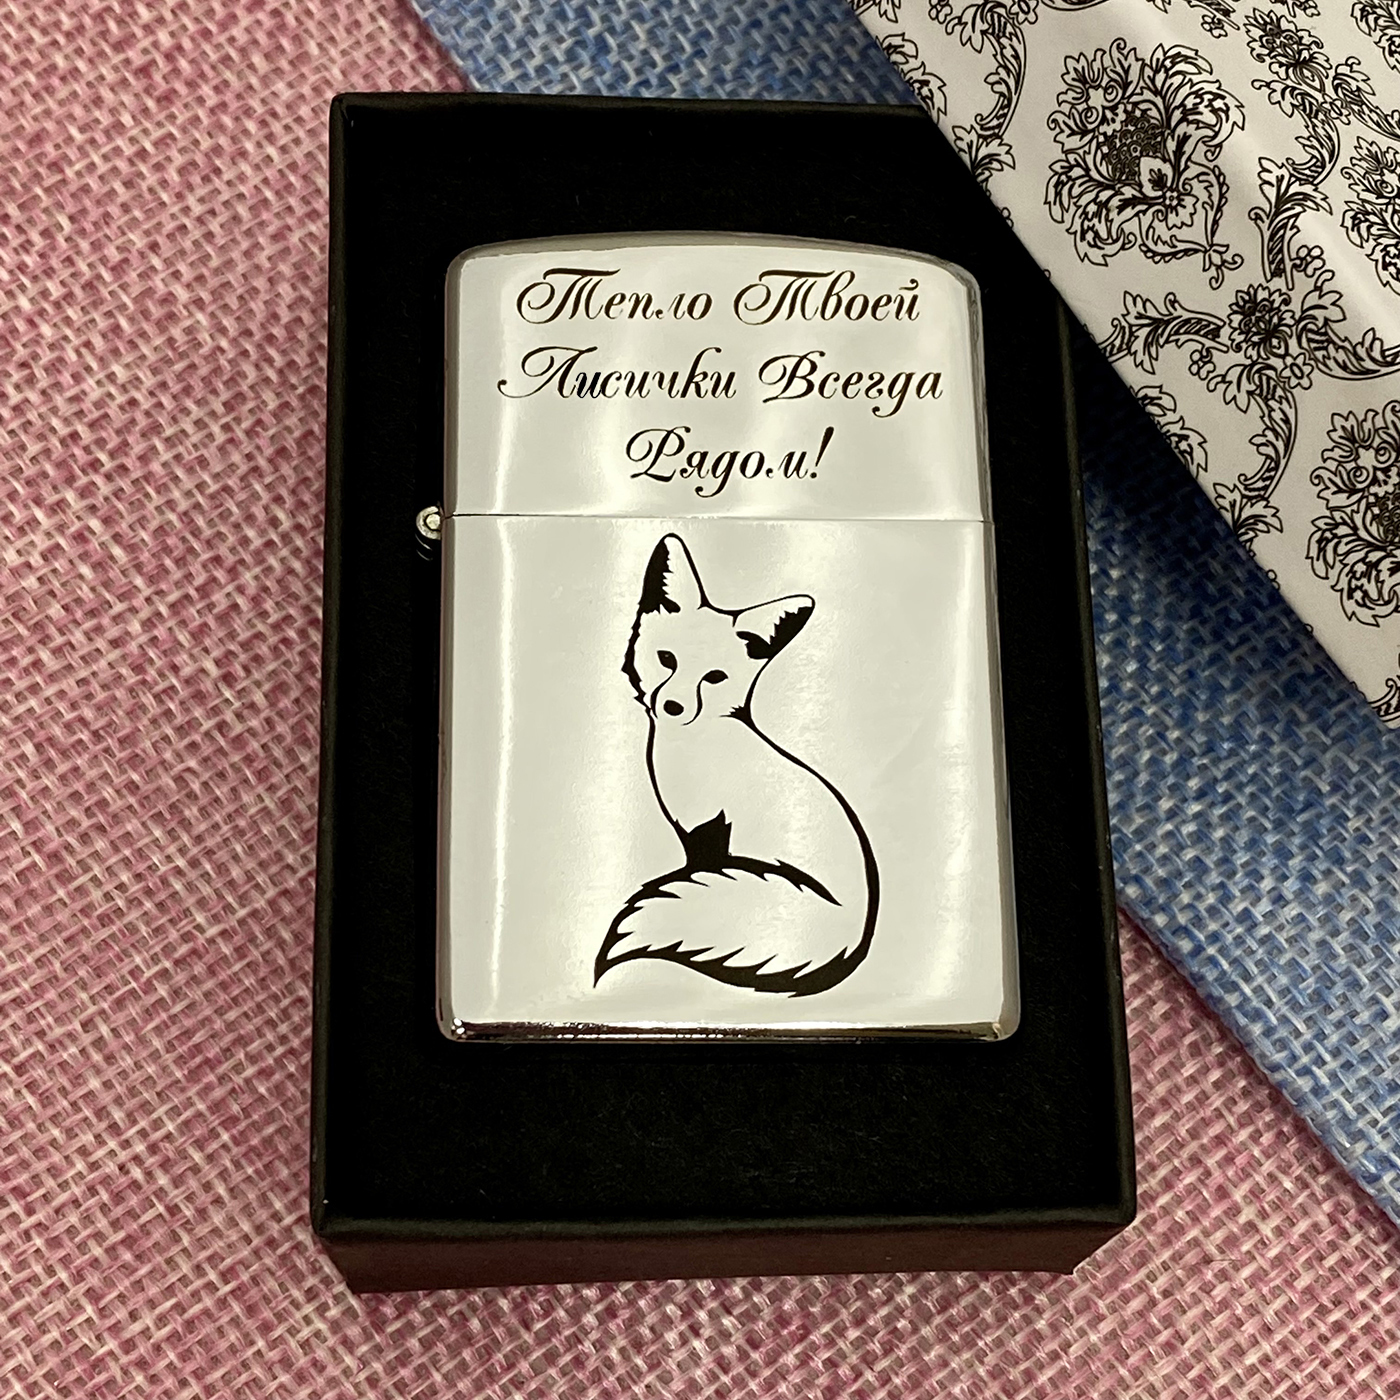 Тепло Твоей
Лисички Всегда
Рядом!